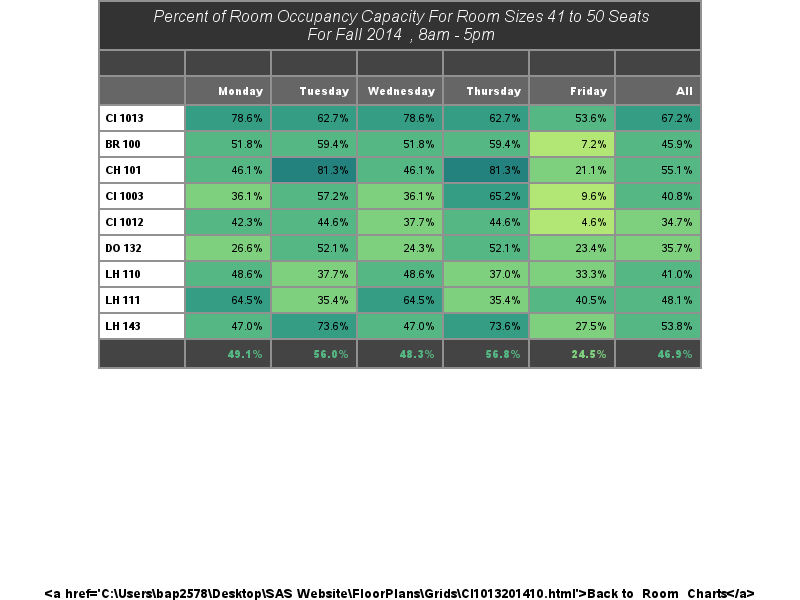 Percent of Room Occupancy Capacity For Room Sizes 41 to 50 Seats
For Fall 2014 , 8am - 5pm
Monday Tuesday Wednesday Thursday Friday All
CI 1013 78.6% 62.7% 78.6% 62.7% 53.6% 67.2%
BR 100 51.8% 59.4% 51.8% 59.4% 7.2% 45.9%
CH 101 46.1% 81.3% 46.1% 81.3% 21.1% 55.1%
CI 1003 36.1% 57.2% 36.1% 65.2% 9.6% 40.8%
CI 1012 42.3% 44.6% 37.7% 44.6% 4.6% 34.7%
DO 132 26.6% 52.1% 24.3% 52.1% 23.4% 35.7%
LH 110 48.6% 37.7% 48.6% 37.0% 33.3% 41.0%
LH 111 64.5% 35.4% 64.5% 35.4% 40.5% 48.1%
LH 143 47.0% 73.6% 47.0% 73.6% 27.5% 53.8%
49.1% 56.0% 48.3% 56.8% 24.5% 46.9%
<a href='C:\Users\bap2578\Desktop\SAS Website\FloorPlans\Grids\CI1013201410.html'>Back to Room Charts</a>